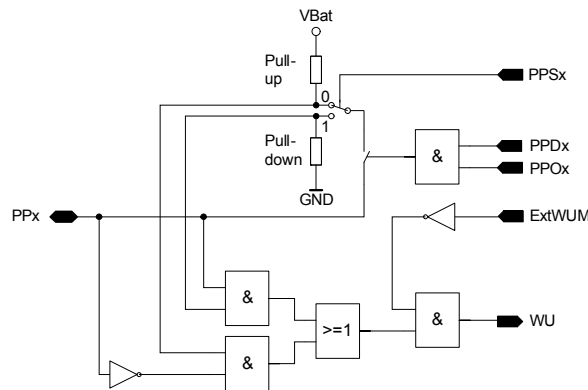 VBat
Pull-
up
PPSx
0
1
Pull-
down
&
PPDx
PPOx
GND
PPx
ExtWUM
&
>=1
&
WU
&